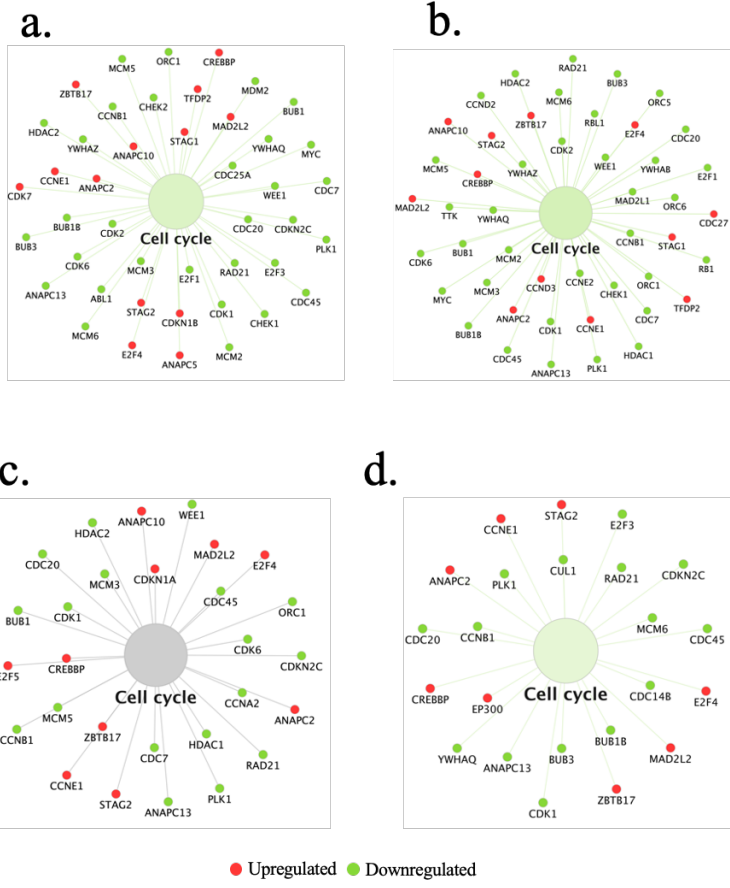 a.
b.
ORC1
CREBBP
MCM5
MDM2
ZBTB17
TFDP2
CHEK2
BUB1
CCNB1
MAD2L2
HDAC2
STAG1
YWHAZ
YWHAQ
MYC
ANAPC10
CCNE1
CDC25A
ANAPC2
CDK7
WEE1
CDC7
BUB1B
CDK2
CDC20
CDKN2C
BUB3
Cell cycle
PLK1
CDK6
MCM3
E2F1
RAD21
E2F3
ANAPC13
ABL1
CDC45
STAG2
CDKN1B
CDK1
CHEK1
MCM6
E2F4
ANAPC5
MCM2
RAD21
HDAC2
BUB3
CCND2
MCM6
ORC5
ZBTB17
RBL1
ANAPC10
E2F4
STAG2
CDC20
CDK2
MCM5
YWHAZ
WEE1
YWHAB
E2F1
CREBBP
MAD2L2
MAD2L1
ORC6
TTK
YWHAQ
CDC27
CCNB1
STAG1
BUB1
Cell cycle
CDK6
MCM2
RB1
CCNE2
ORC1
MYC
MCM3
CCND3
CHEK1
TFDP2
ANAPC2
CDC7
BUB1B
CDK1
CCNE1
CDC45
HDAC1
ANAPC13
PLK1
c.
d.
WEE1
ANAPC10
HDAC2
MAD2L2
E2F4
CDC20
MCM3
CDKN1A
CDC45
ORC1
BUB1
CDK1
CDK6
CDKN2C
E2F5
CREBBP
Cell cycle
CCNA2
ANAPC2
MCM5
CCNB1
ZBTB17
HDAC1
CDC7
RAD21
CCNE1
STAG2
PLK1
ANAPC13
STAG2
CCNE1
E2F3
ANAPC2
PLK1
CUL1
RAD21
CDKN2C
CDC20
CCNB1
MCM6
CDC45
CREBBP
EP300
Cell cycle
CDC14B
E2F4
YWHAQ
ANAPC13
BUB3
BUB1B
MAD2L2
ZBTB17
CDK1
Upregulated Downregulated